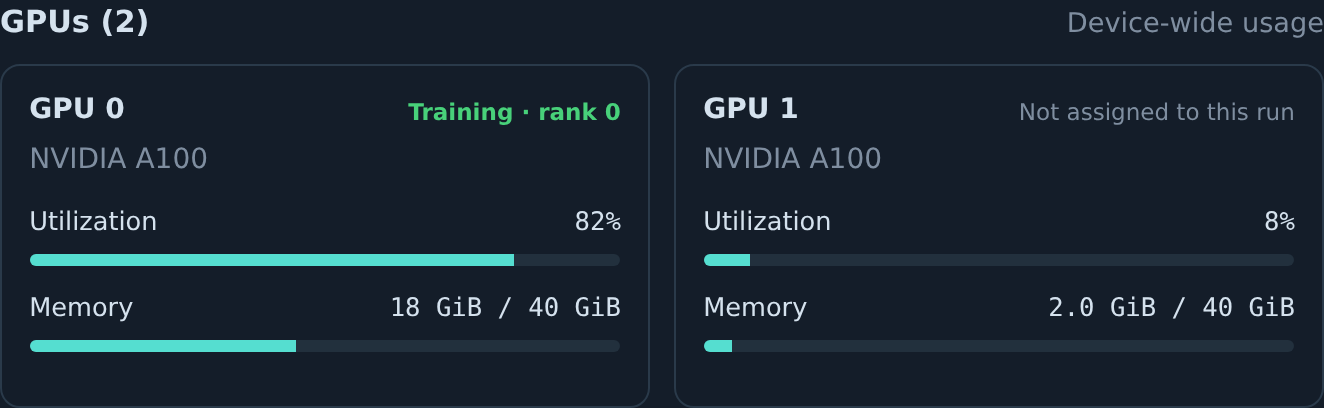 GPUs (2)
Device-wide usage
GPU 0
Training · rank 0
NVIDIA A100
Utilization
82%
Memory
18 GiB / 40 GiB
GPU 1
Not assigned to this run
NVIDIA A100
Utilization
8%
Memory
2.0 GiB / 40 GiB